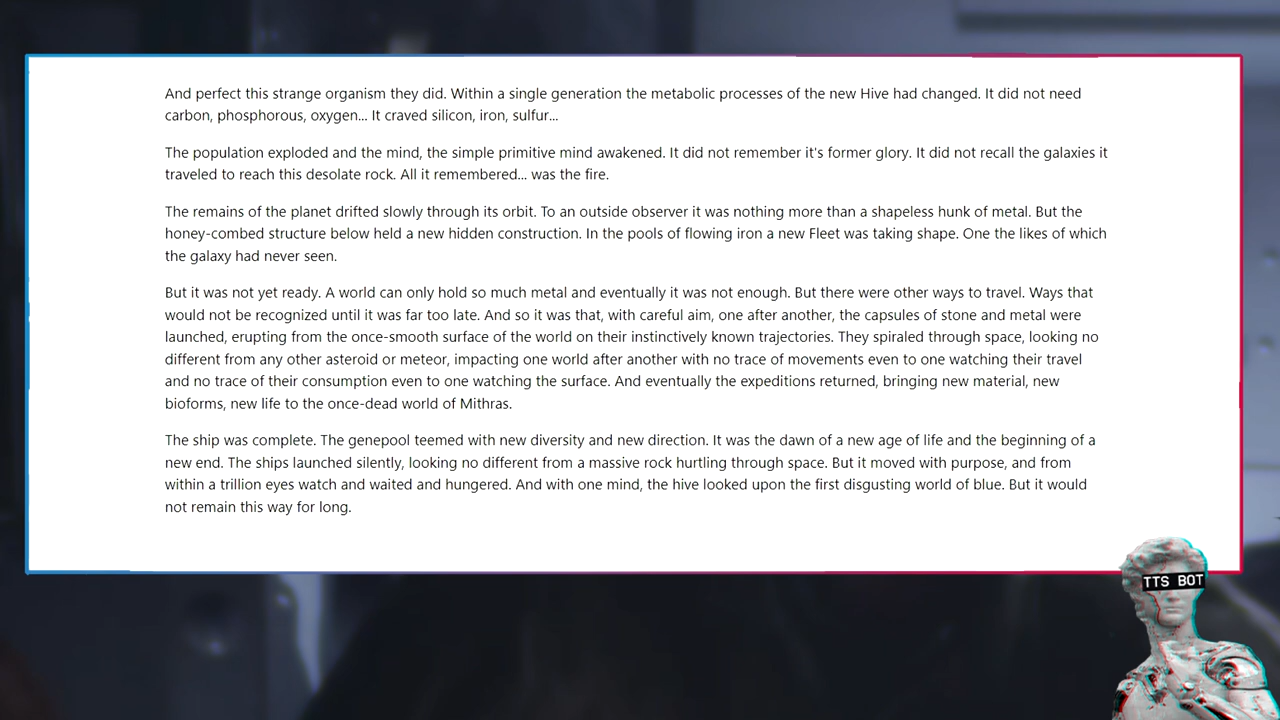 And perfect this strange organism they did. Within a single generation the metabolic processes of the new Hive had changed. It did not need
carbon, phosphorous, oxygen... It craved silicon, iron, sulfur...
The population exploded and the mind, the simple primitive mind awakened. It did not remember it's former glory. It did not recall the galaxies it
traveled to reach this desolate rock. All it remembered... was the fire.
The remains of the planet drifted slowly through its orbit. To an outside observer it was nothing more than a shapeless hunk of metal. But the
honey-combed structure below held a new hidden construction. In the pools of flowing iron a new Fleet was taking shape. One the likes of which
the galaxy had never seen.
But it was not yet ready. A world can only hold so much metal and eventually it was not enough. But there were other ways to travel. Ways that
would not be recognized until it was far too late. And so it was that, with careful aim, one after another, the capsules of stone and metal were
launched, erupting from the once-smooth surface of the world on their instinctively known trajectories. They spiraled through space, looking no
different from any other asteroid or meteor, impacting one world after another with no trace of movements even to one watching their travel
and no trace of their consumption even to one watching the surface. And eventually the expeditions returned, bringing new material, new
bioforms, new life to the once-dead world of Mithras.
The ship was complete. The genepool teemed with new diversity and new direction. It was the dawn of a new age of life and the beginning of a
new end. The ships launched silently, looking no different from a massive rock hurtling through space. But it moved with purpose, and from
within a trillion eyes watch and waited and hungered. And with one mind, the hive looked upon the first disgusting world of blue. But it would
not remain this way for long.
TTS BOT